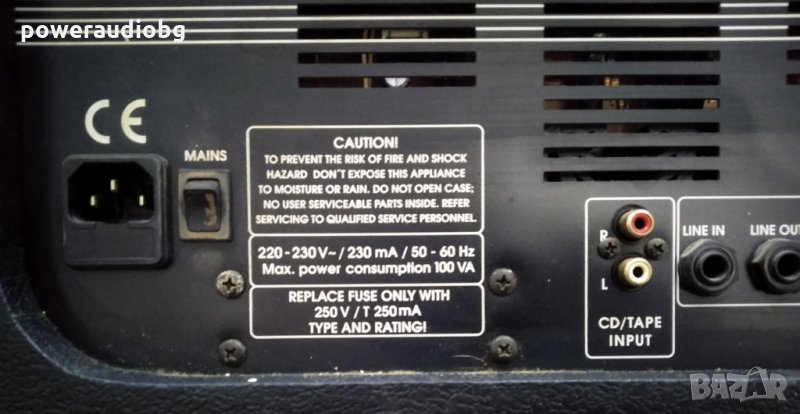 poweraudiobg
CE
MAINS
CAUTION!
TO PREVENT THE RISK OF FIRE AND SHOCK
HAZARD DON´T EXPOSE THIS APPLIANCE
TO MOISTURE OR RAIN. DO NOT OPEN CASE;
NO USER SERVICEABLE PARTS INSIDE. REFER
SERVICING TO QUALIFIED SERVICE PERSONNEL.
220-230V~/ 230 mA/ 50 - 60 Hz
Max. power consumption 100 VA
REPLACE FUSE ONLY WITH
250 V / T 250mA
TYPE AND RATING!
R
L
CD/TAPE
INPUT
LINE IN
LINE OUT
BAZAR